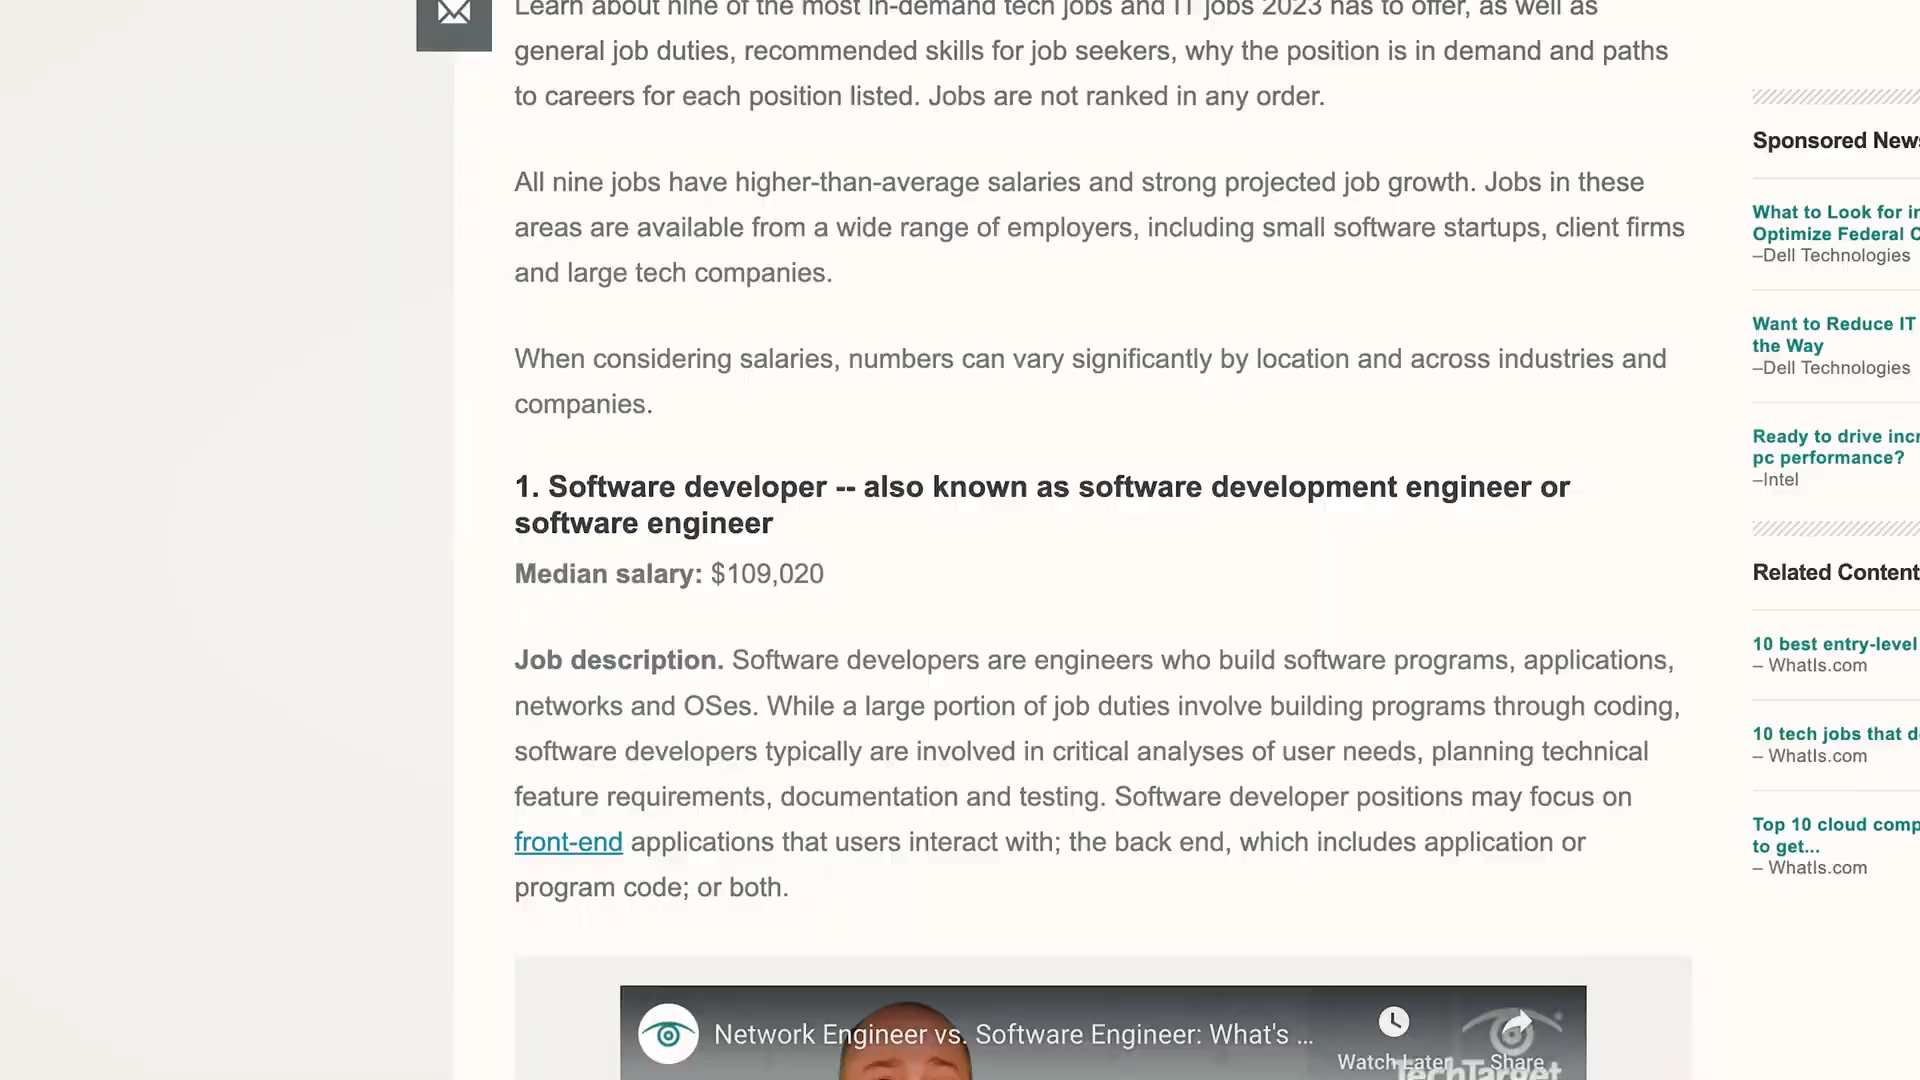 Learn about nine of the most in-demand tech jobs and IT jobs 2023 has to offer, as well as
general job duties, recommended skills for job seekers, why the position is in demand and paths
to careers for each position listed. Jobs are not ranked in any order.
All nine jobs have higher-than-average salaries and strong projected job growth. Jobs in these
areas are available from a wide range of employers, including small software startups, client firms
and large tech companies.
When considering salaries, numbers can vary significantly by location and across industries and
companies.
1. Software developer -- also known as software development engineer or
software engineer
Median salary: $109,020
Job description. Software developers are engineers who build software programs, applications,
networks and OSes. While a large portion of job duties involve building programs through coding,
software developers typically are involved in critical analyses of user needs, planning technical
feature requirements, documentation and testing. Software developer positions may focus on
front-end applications that users interact with; the back end, which includes application or
program code; or both.
Network Engineer vs. Software Engineer: What's ...
Watch Later
Share
TechTarget
Sponsored News
What to Look for in
Optimize Federal
–Dell Technologies
Want to Reduce IT
the Way
–Dell Technologies
Ready to drive
pc performance?
–Intel
Related Content
10 best entry-level
– WhatIs.com
10 tech jobs that
– WhatIs.com
Top 10 cloud
to get...
– WhatIs.com